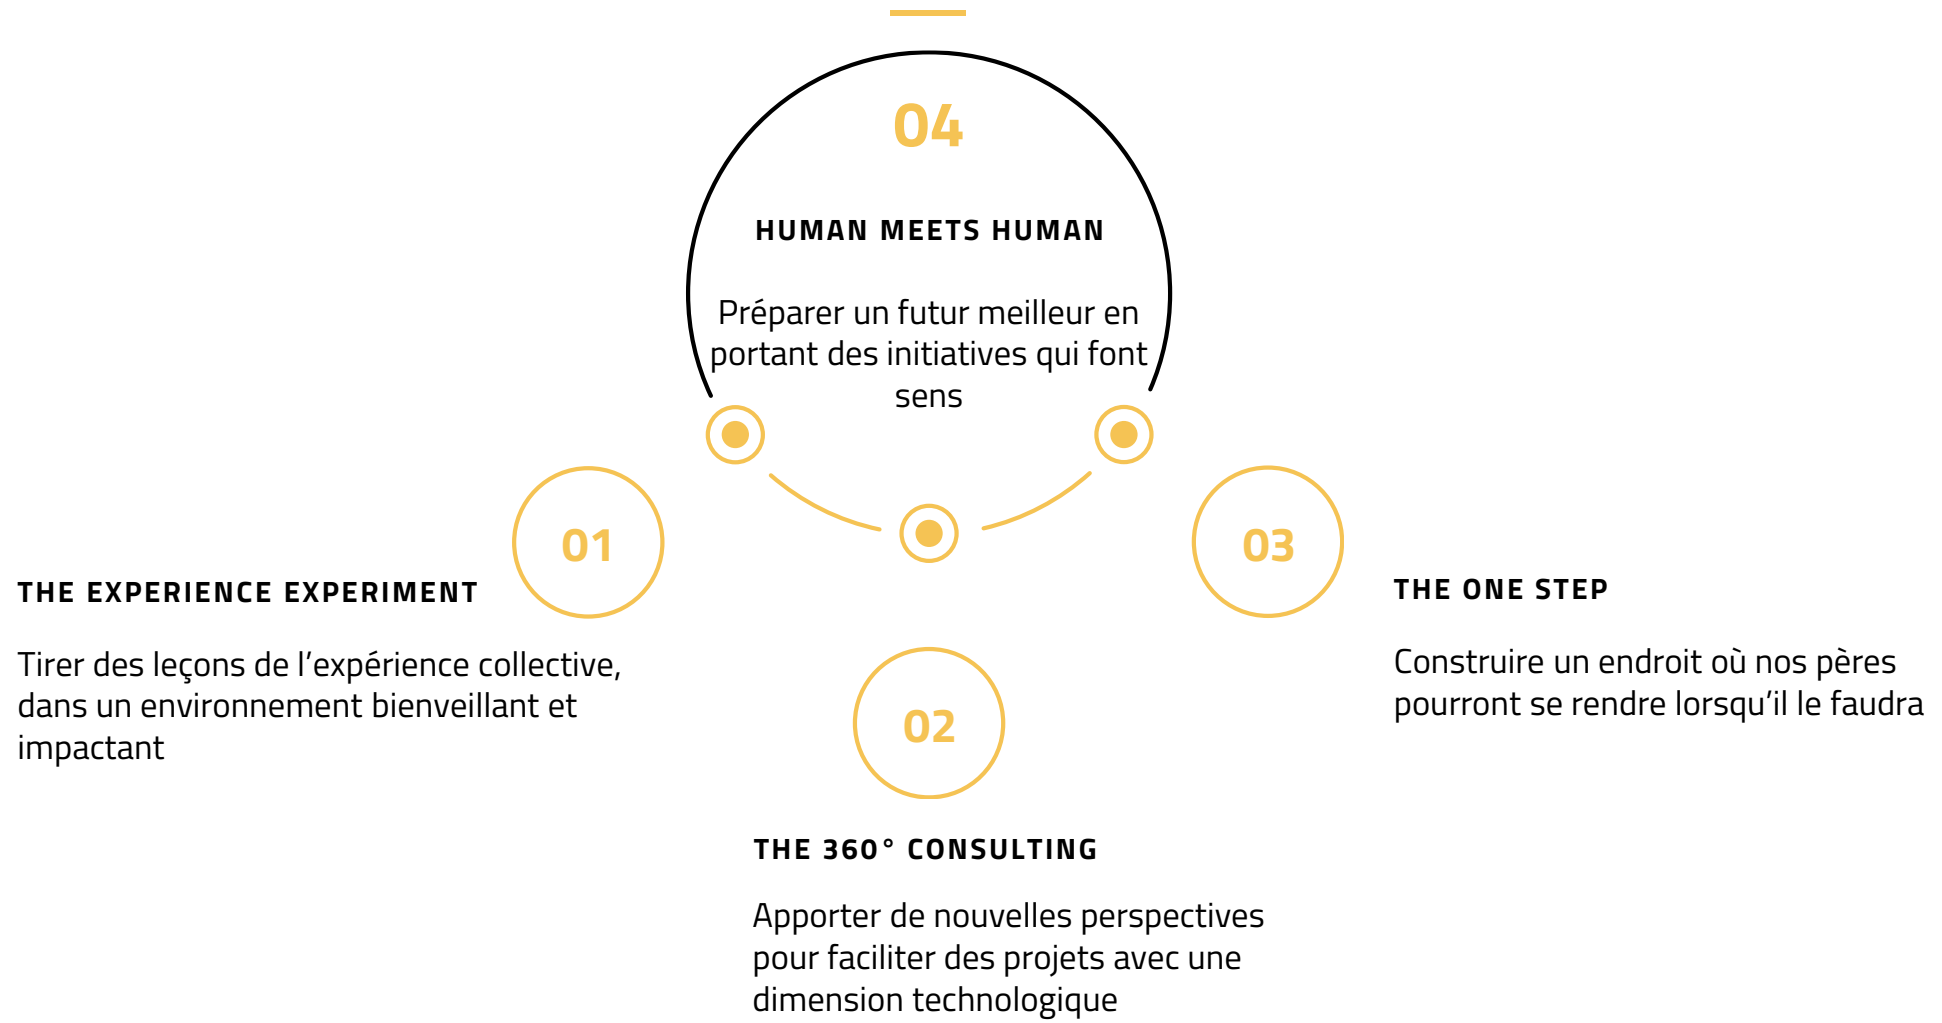 04
HUMAN MEETS HUMAN
Préparer un futur meilleur en
portant des initiatives qui font
sens
01
THE EXPERIENCE EXPERIMENT
Tirer des leçons de l’expérience collective,
dans un environnement bienveillant et
impactant
02
THE 360° CONSULTING
Apporter de nouvelles perspectives
pour faciliter des projets avec une
dimension technologique
03
THE ONE STEP
Construire un endroit où nos pères
pourront se rendre lorsqu’il le faudra